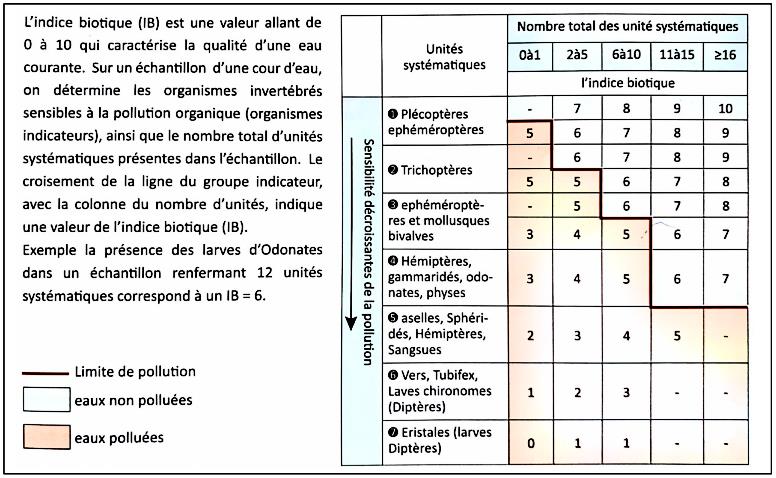 L'indice biotique (IB) est une valeur allant de
0 à 10 qui caractérise la qualité d'une eau
courante. Sur un échantillon d'une cour d'eau,
on détermine les organismes invertébrés
sensibles à la pollution organique (organismes
indicateurs), ainsi que le nombre total d'unités
systématiques présentes dans l'échantillon. Le
croisement de la ligne du groupe indicateur,
avec la colonne du nombre d'unités, indique
une valeur de l'indice biotique (IB).
Exemple la présence des larves d'Odonates
dans un échantillon renfermant 12 unités
systématiques correspond à un IB = 6.
Limite de pollution
eaux non polluées
eaux polluées
Unités
systématiques
Nombre total des unité systématiques
0à1 2à5 6à10 11à15 ≥16
l'indice biotique
Sensibilité décroissantes de la pollution
❶ Plécoptères
ephéméroptères
- 7 8 9 10
5 6 7 8 9
❷ Trichoptères
- 6 7 8 9
5 5 6 7 8
❸ ephéméroptè-
res et mollusques
bivalves
- 5 6 7 8
3 4 5 6 7
❹ Hémiptères,
gammaridés, odo-
nates, physes
3 4 5 6 7
❺ aselles, Sphéri-
dés, Hémiptères,
Sangsues
2 3 4 5 -
❻ Vers, Tubifex,
Laves chironomes
(Diptères)
1 2 3 - -
❼ Eristales (larves
Diptères)
0 1 1 - -